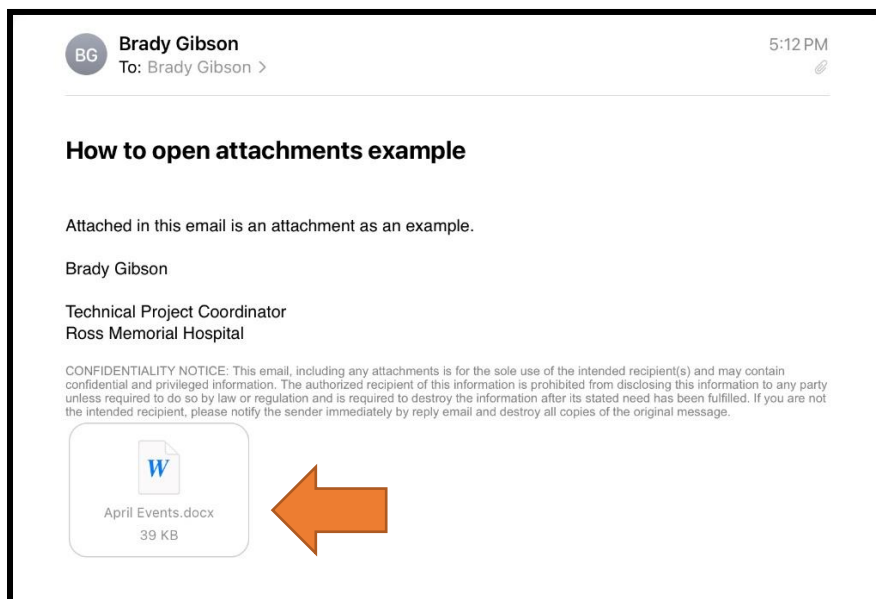 BG
Brady Gibson
5:12 PM
To: Brady Gibson >
How to open attachments example
Attached in this email is an attachment as an example.
Brady Gibson
Technical Project Coordinator
Ross Memorial Hospital
CONFIDENTIALITY NOTICE: This email, including any attachments is for the sole use of the intended recipient(s) and may contain
confidential and privileged information. The authorized recipient of this information is prohibited from disclosing this information to any party
unless required to do so by law or regulation and is required to destroy the information after its stated need has been fulfilled. If you are not
the intended recipient, please notify the sender immediately by reply email and destroy all copies of the original message.
W
April Events.docx
39 KB